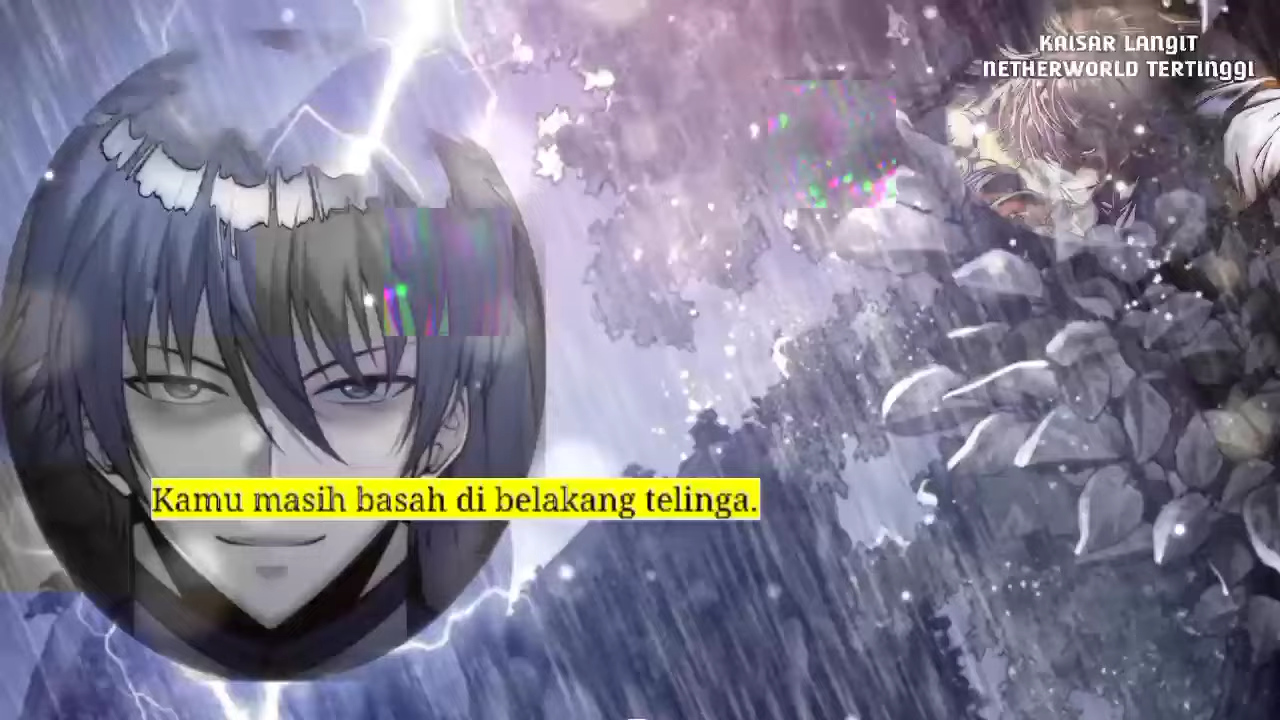 KAISAR LANGIT
NETHERWORLD TERTINGGI
Kamu masih basah di belakang telinga.